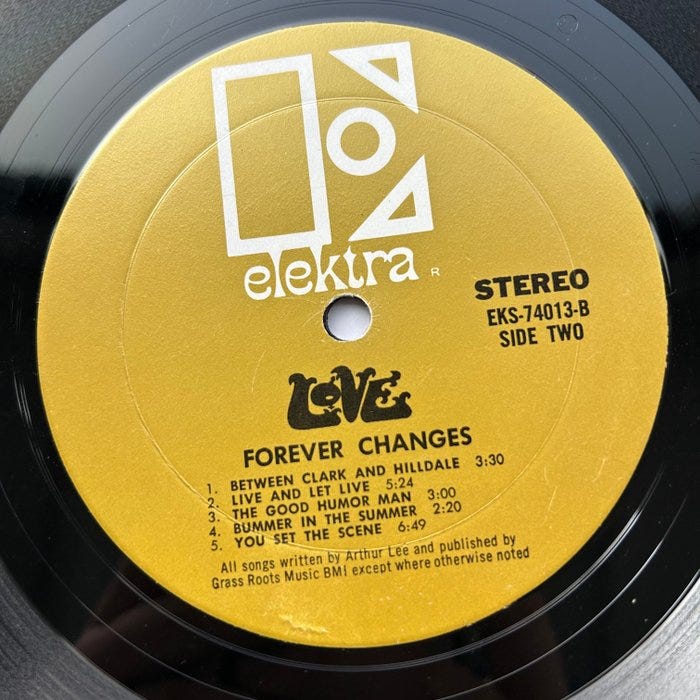 elektra R
STEREO
EKS-74013-B
SIDE TWO
LOVE
FOREVER CHANGES
1. BETWEEN CLARK AND HILLDALE 3:30
2. LIVE AND LET LIVE 5:24
3. THE GOOD HUMOR MAN 3:00
4. BUMMER IN THE SUMMER 2:20
5. YOU SET THE SCENE 6:49
All songs written by Arthur Lee and published by
Grass Roots Music BMI except where otherwise noted